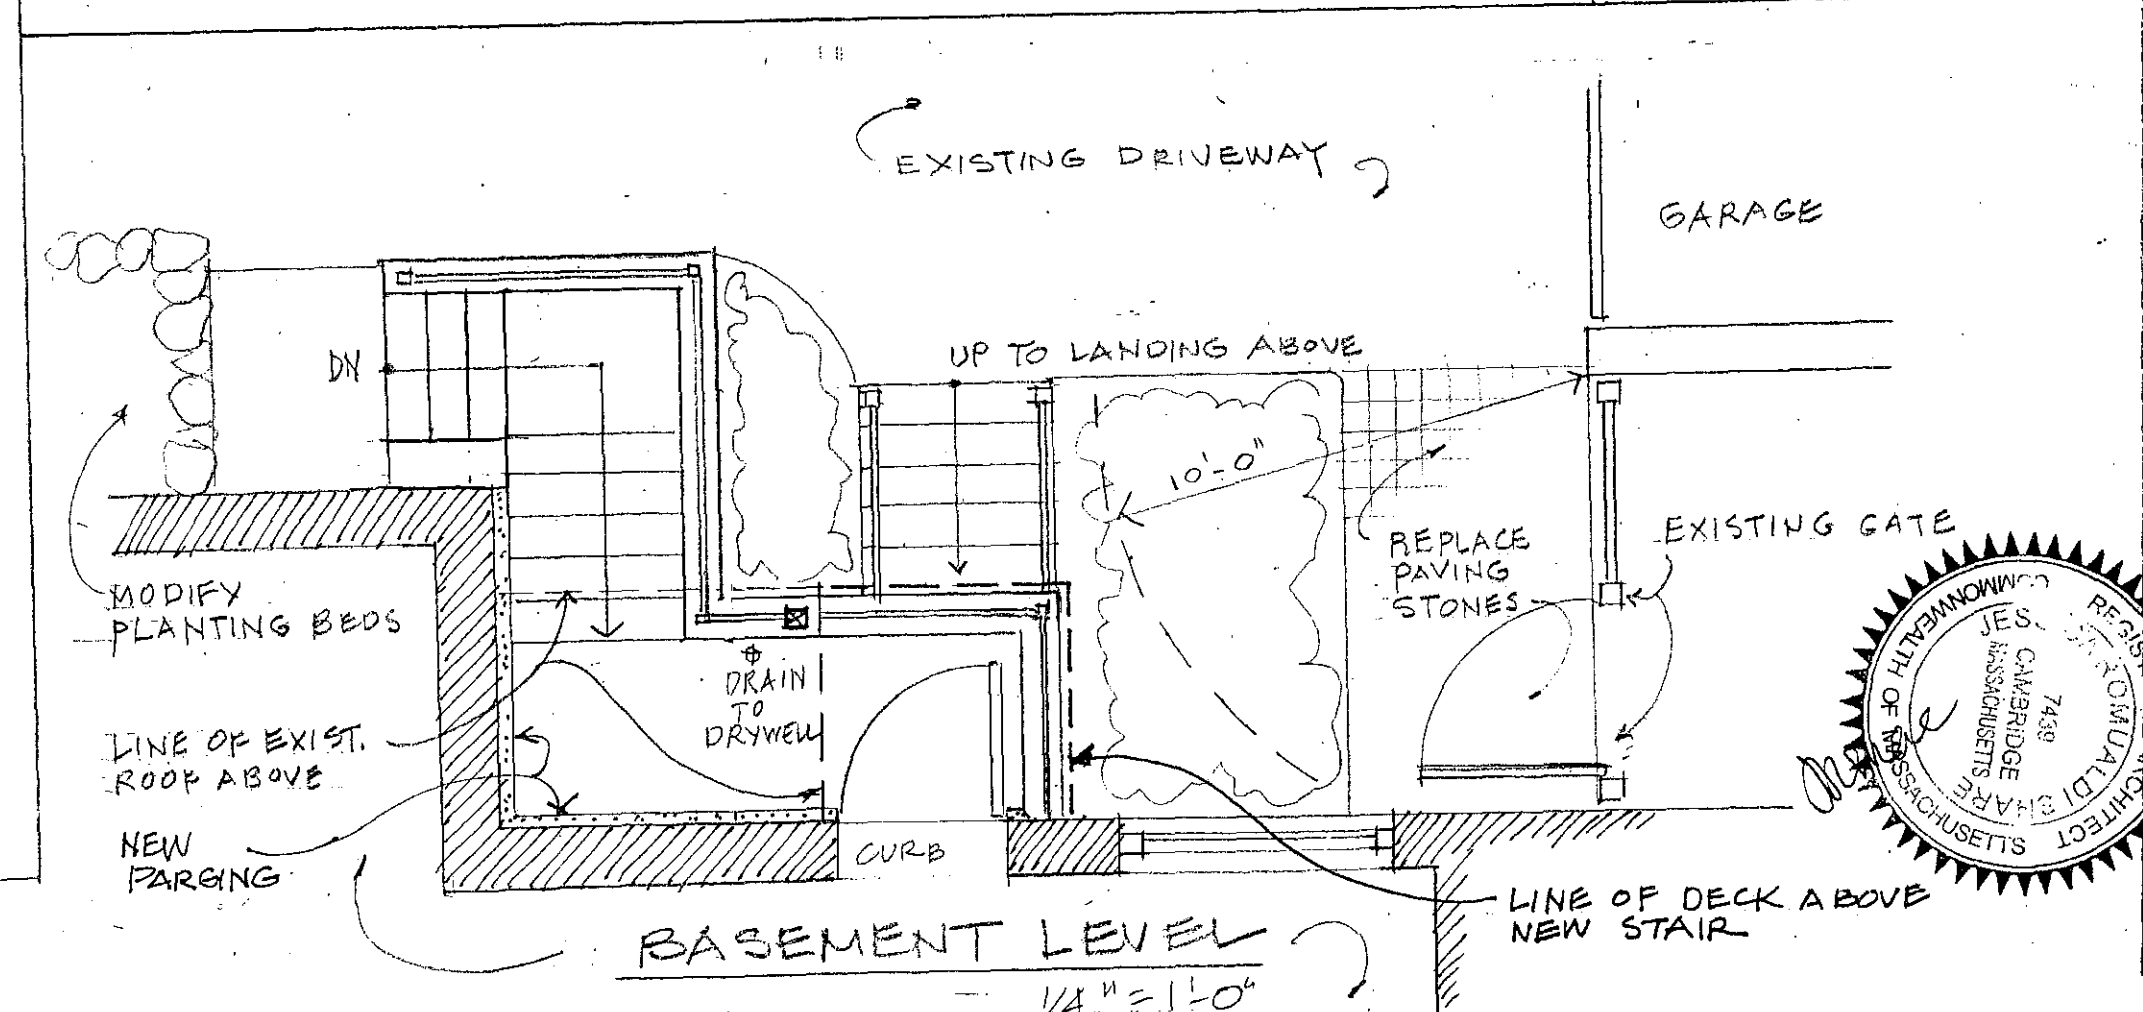 EXISTING DRIVEWAY
GARAGE
DN
UP TO LANDING ABOVE
10'-0"
REPLACE
PAVING
STONES
EXISTING GATE
MODIFY
PLANTING BEDS
DRAIN
TO
DRYWELL
LINE OF EXIST.
ROOF ABOVE
NEW
PARGING
CURB
LINE OF DECK ABOVE
NEW STAIR
BASEMENT LEVEL
1/4" = 1'-0"
COMMONWEALTH OF MASSACHUSETTS
7439
CAMBRIDGE
MASSACHUSETTS